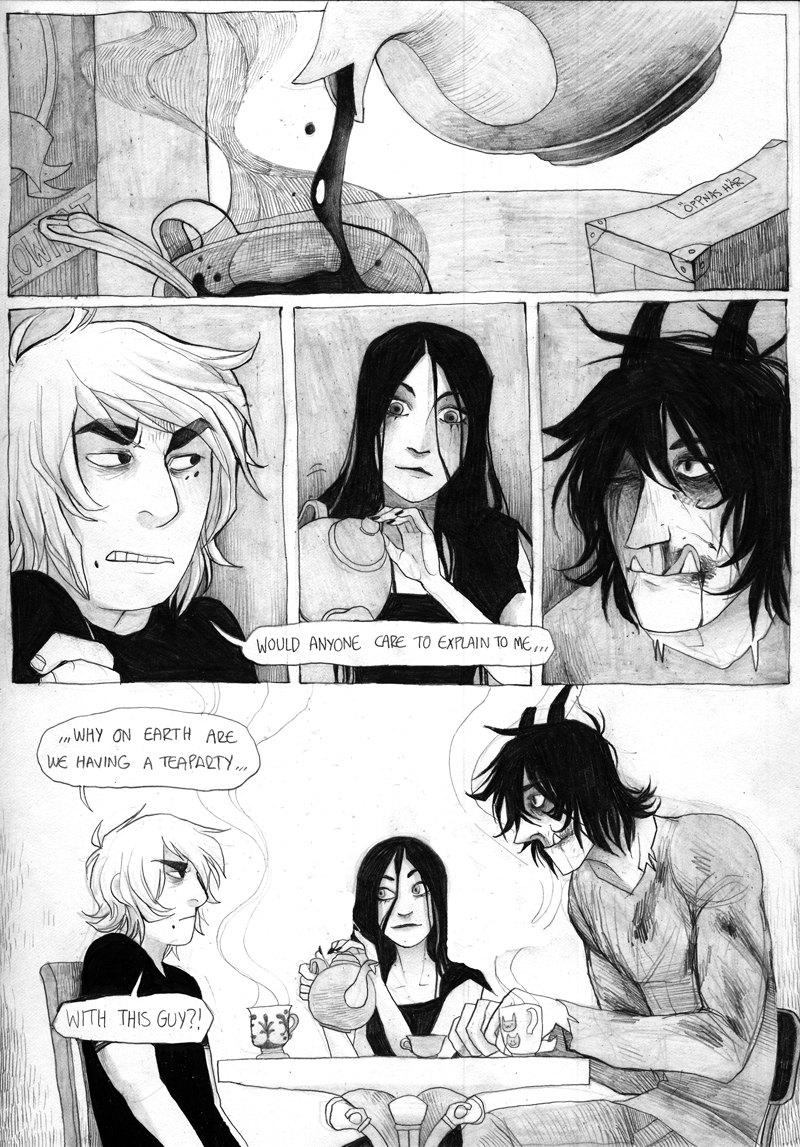 "ÖPPNAS HÄR
WOULD ANYONE CARE TO EXPLAIN TO ME,,,
,,,WHY ON EARTH ARE
WE HAVING A TEAPARTY,,,
WITH THIS GUY?!